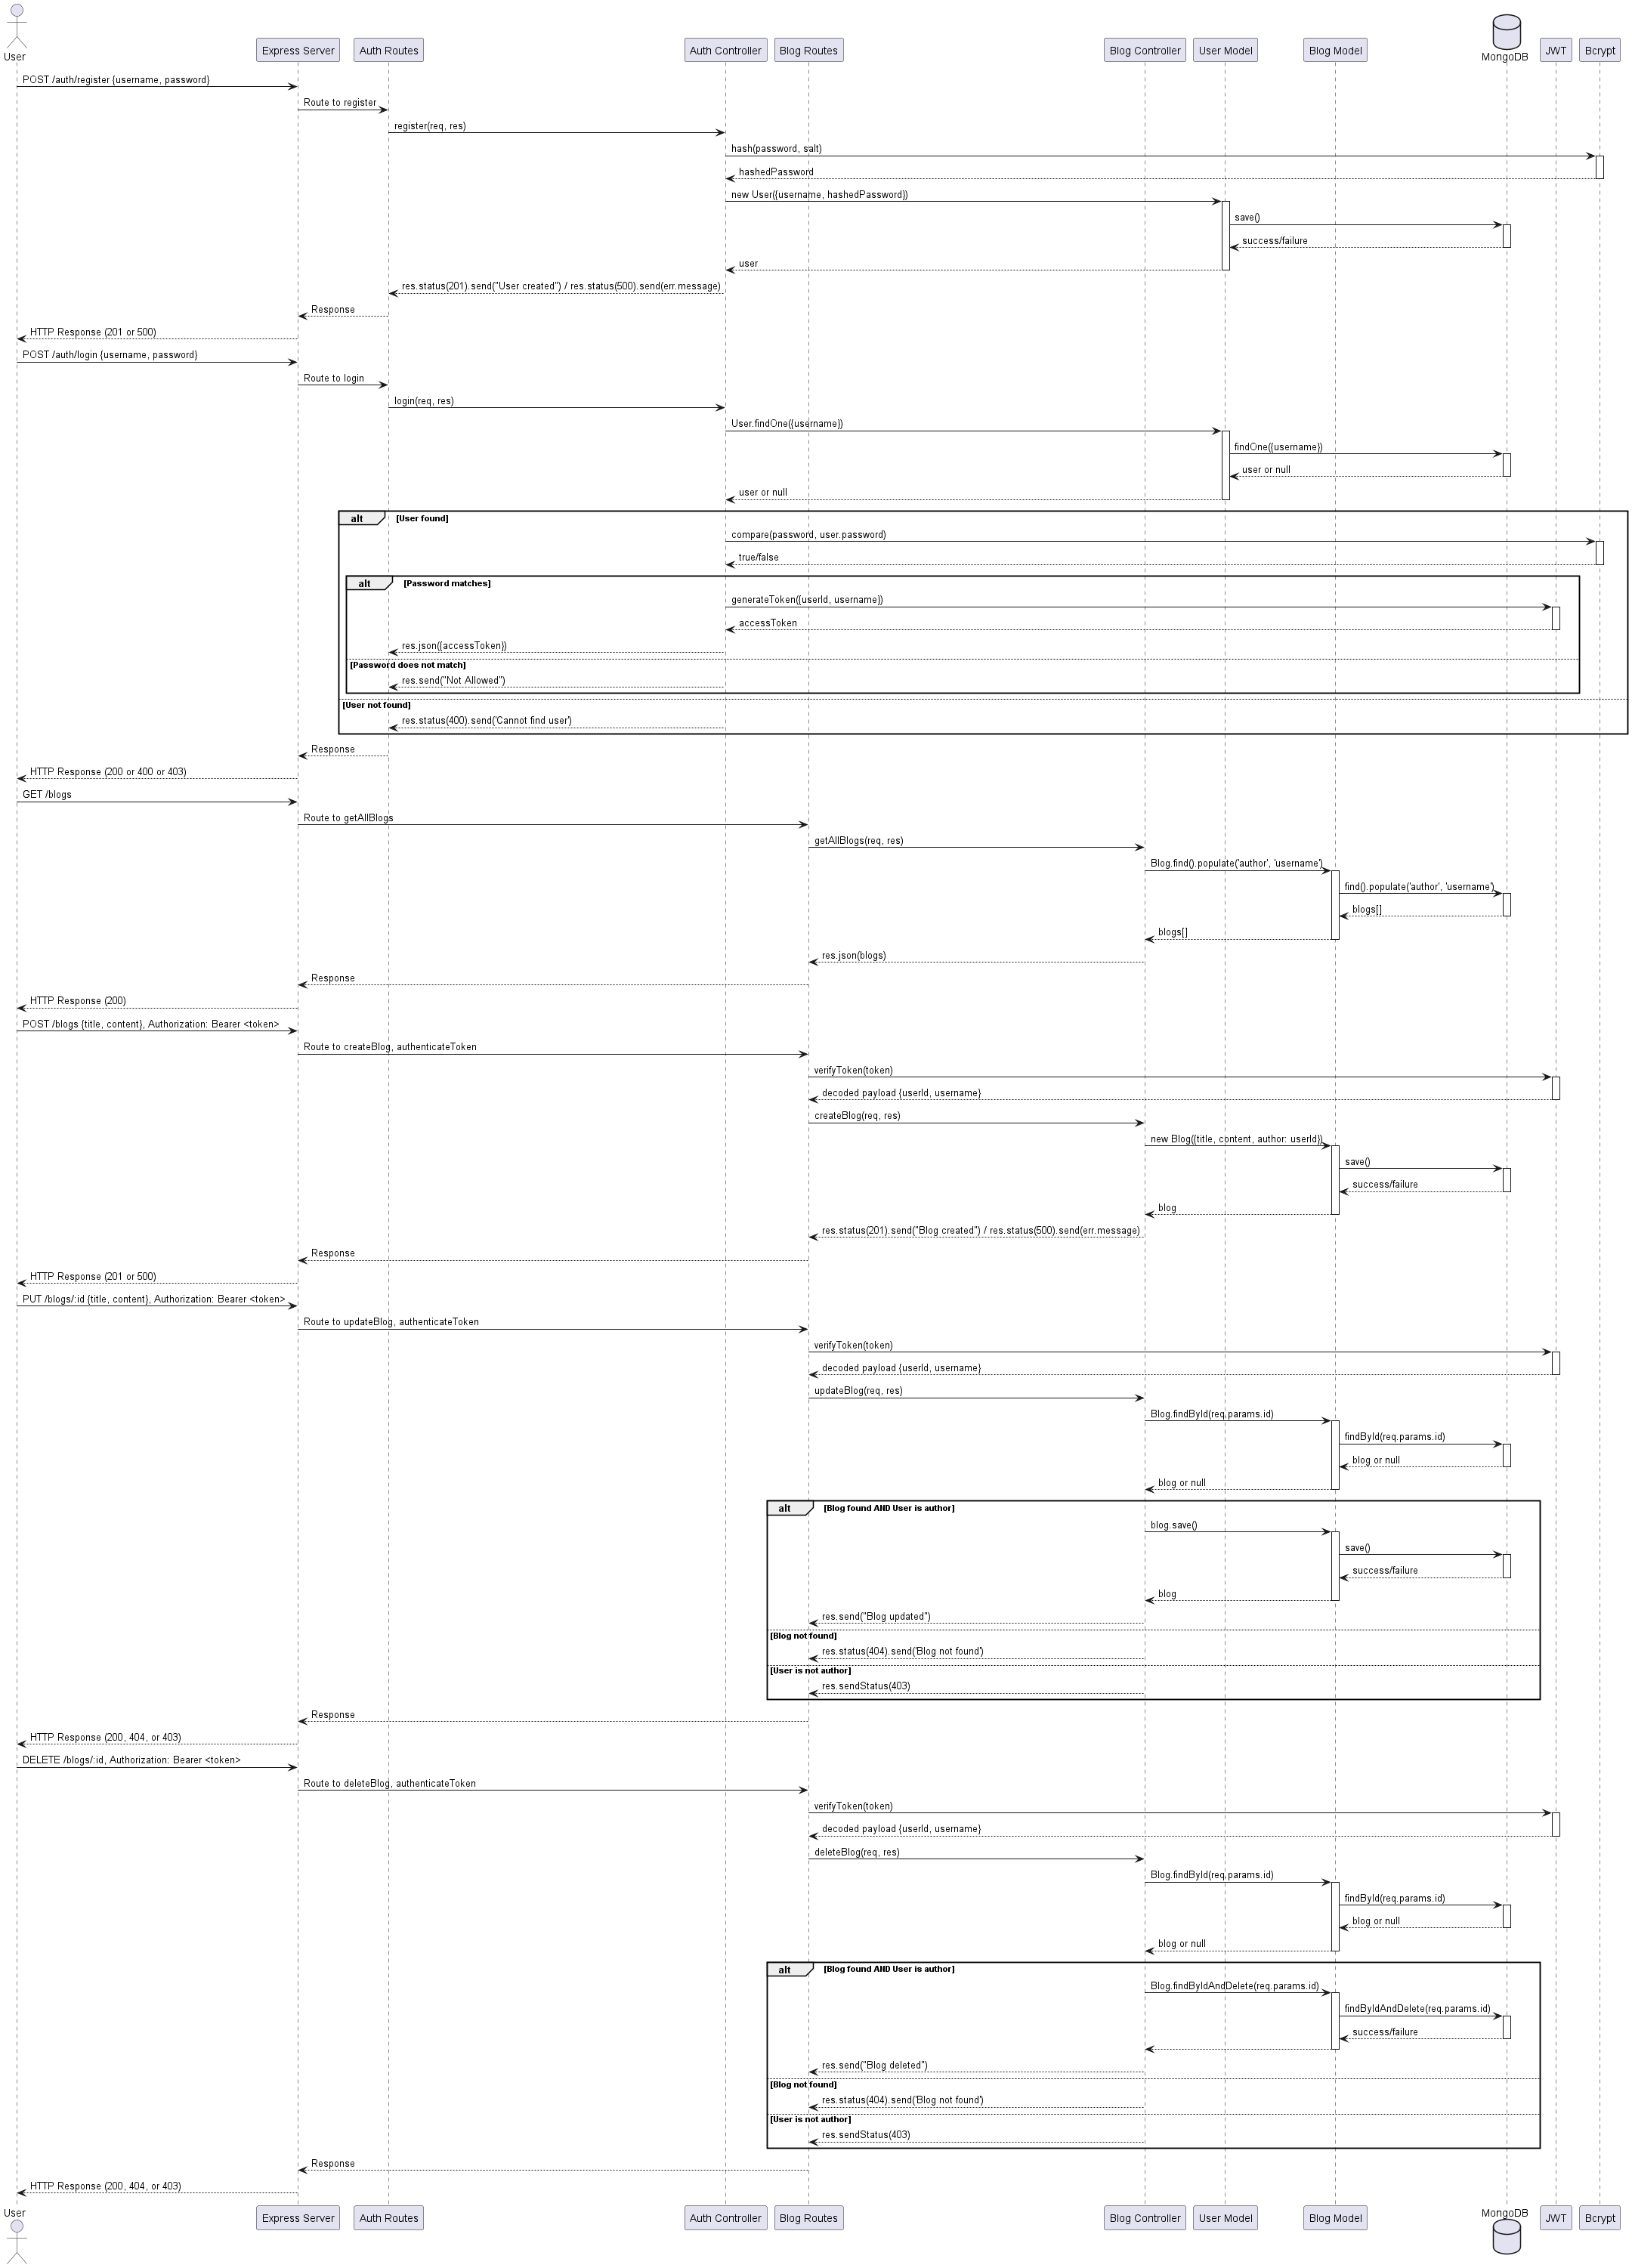 User
Express Server
Auth Routes
Auth Controller
Blog Routes
Blog Controller
User Model
Blog Model
MongoDB
JWT
Bcrypt
POST /auth/register {username, password}
Route to register
register(req, res)
hash(password, salt)
hashedPassword
new User({username, hashedPassword})
save()
success/failure
user
res.status(201).send("User created") / res.status(500).send(err.message)
Response
HTTP Response (201 or 500)
POST /auth/login {username, password}
Route to login
login(req, res)
User.findOne({username})
findOne({username})
user or null
user or null
alt [User found]
compare(password, user.password)
true/false
alt [Password matches]
generateToken({userId, username})
accessToken
res.json({accessToken})
[Password does not match]
res.send("Not Allowed")
[User not found]
res.status(400).send('Cannot find user')
Response
HTTP Response (200 or 400 or 403)
GET /blogs
Route to getAllBlogs
getAllBlogs(req, res)
Blog.find().populate('author', 'username')
find().populate('author', 'username')
blogs[]
blogs[]
res.json(blogs)
Response
HTTP Response (200)
POST /blogs {title, content}, Authorization: Bearer <token>
Route to createBlog, authenticateToken
verifyToken(token)
decoded payload {userId, username}
createBlog(req, res)
new Blog({title, content, author: userId})
save()
success/failure
blog
res.status(201).send("Blog created") / res.status(500).send(err.message)
Response
HTTP Response (201 or 500)
PUT /blogs/:id {title, content}, Authorization: Bearer <token>
Route to updateBlog, authenticateToken
verifyToken(token)
decoded payload {userId, username}
updateBlog(req, res)
Blog.findById(req.params.id)
findById(req.params.id)
blog or null
blog or null
alt [Blog found AND User is author]
blog.save()
save()
success/failure
blog
res.send("Blog updated")
[Blog not found]
res.status(404).send('Blog not found')
[User is not author]
res.sendStatus(403)
Response
HTTP Response (200, 404, or 403)
DELETE /blogs/:id, Authorization: Bearer <token>
Route to deleteBlog, authenticateToken
verifyToken(token)
decoded payload {userId, username}
deleteBlog(req, res)
Blog.findById(req.params.id)
findById(req.params.id)
blog or null
blog or null
alt [Blog found AND User is author]
Blog.findByIdAndDelete(req.params.id)
findByIdAndDelete(req.params.id)
success/failure
res.send("Blog deleted")
[Blog not found]
res.status(404).send('Blog not found')
[User is not author]
res.sendStatus(403)
Response
HTTP Response (200, 404, or 403)
User
Express Server
Auth Routes
Auth Controller
Blog Routes
Blog Controller
User Model
Blog Model
MongoDB
JWT
Bcrypt